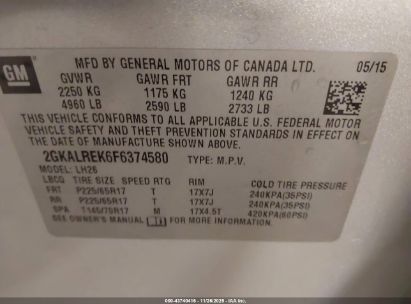 GM
MFD BY GENERAL MOTORS OF CANADA LTD. 05/15
GVWR GAWR FRT GAWR RR
2250 KG 1175 KG 1240 KG
4960 LB 2590 LB 2733 LB
THIS VEHICLE CONFORMS TO ALL APPLICABLE U.S. FEDERAL MOTOR
VEHICLE SAFETY AND THEFT PREVENTION STANDARDS IN EFFECT ON
THE DATE OF MANUFACTURE SHOWN ABOVE.
2GKALREK6F6374580 TYPE: M.P.V.
MODEL: LH26
LBCG TIRE SIZE SPEED RTG RIM COLD TIRE PRESSURE
FRT P225/65R17 T 17X7J 240KPA(35PSI)
RR P225/65R17 T 17X7J 240KPA(35PSI)
SPA T145/70R17 M 17X4.5T 420KPA(60PSI)
SEE OWNER'S MANUAL FOR MORE INFORMATION.